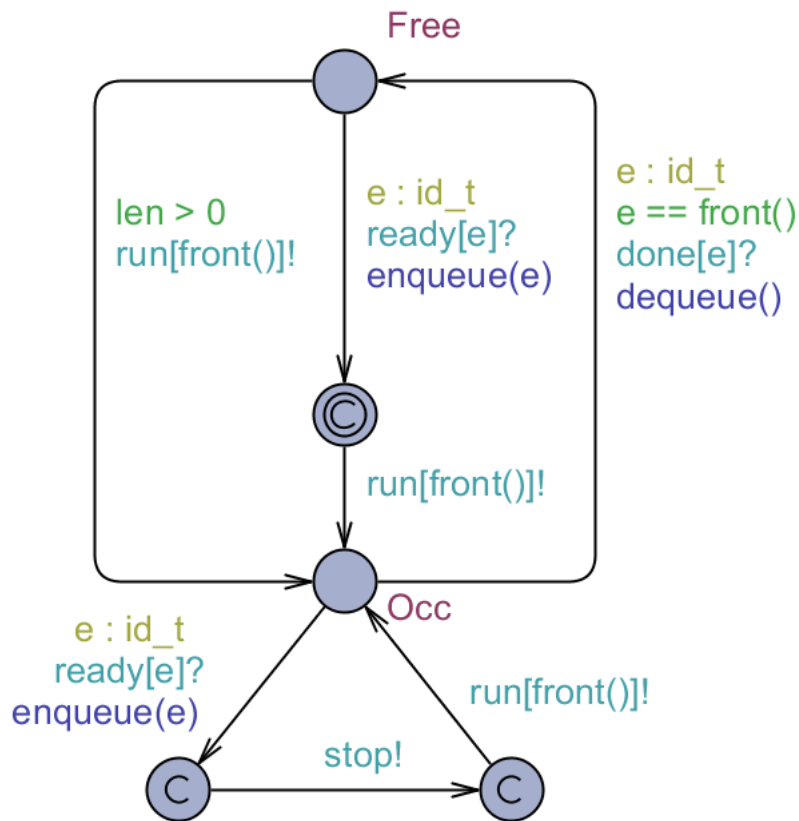 Free
len > 0
run[front()]!
e : id_t
ready[e]?
enqueue(e)
e : id_t
e == front()
done[e]?
dequeue()
C
run[front()]!
Occ
e : id_t
ready[e]?
enqueue(e)
run[front()]!
stop!
C
C